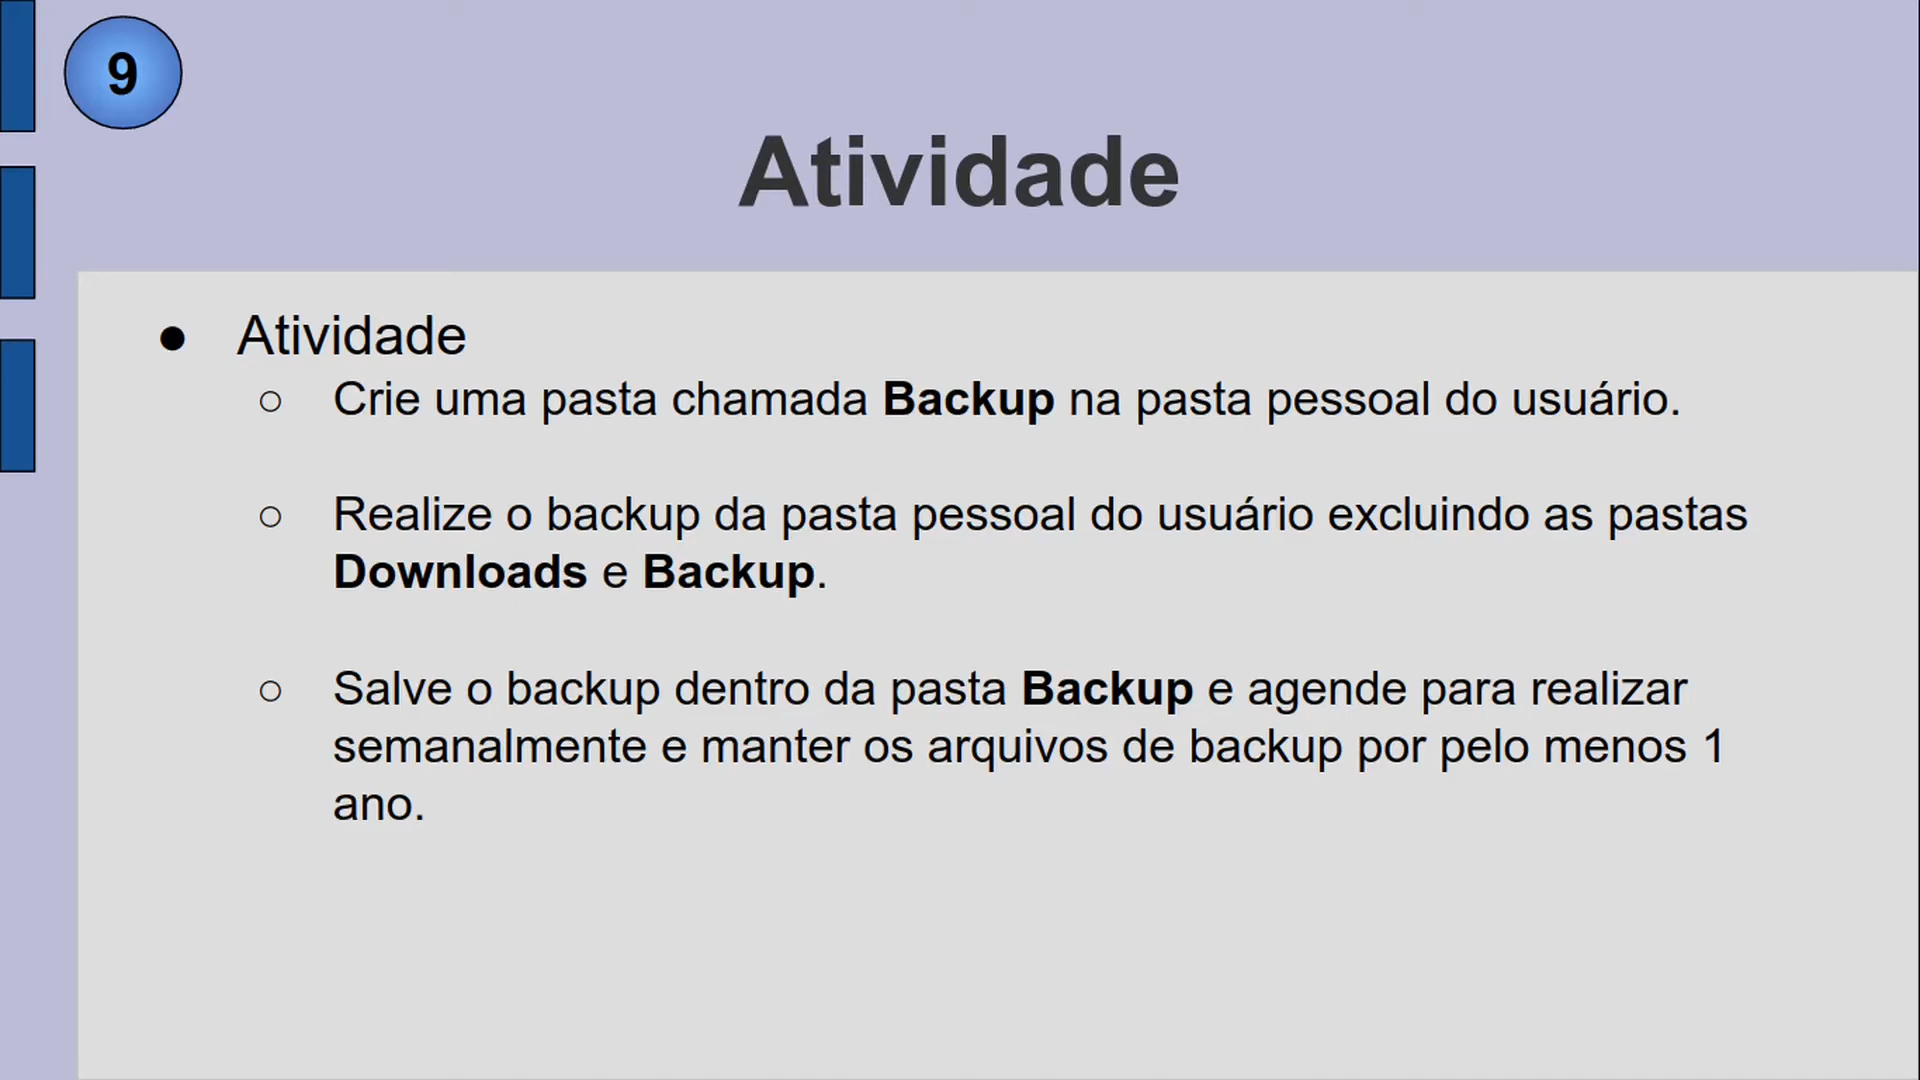 9
Atividade
● Atividade
○ Crie uma pasta chamada Backup na pasta pessoal do usuário.
○ Realize o backup da pasta pessoal do usuário excluindo as pastas
Downloads e Backup.
○ Salve o backup dentro da pasta Backup e agende para realizar
semanalmente e manter os arquivos de backup por pelo menos 1
ano.